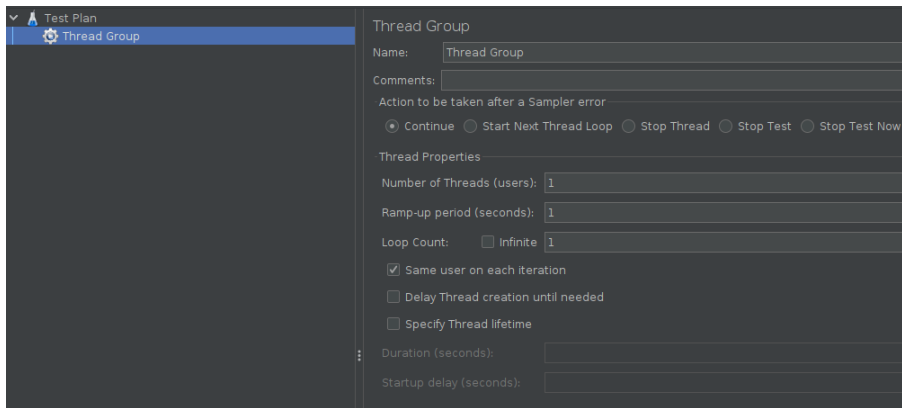 Test Plan
Thread Group
Thread Group
Name: Thread Group
Comments:
Action to be taken after a Sampler error
Continue Start Next Thread Loop Stop Thread Stop Test Stop Test Now
Thread Properties
Number of Threads (users): 1
Ramp-up period (seconds): 1
Loop Count: Infinite 1
Same user on each iteration
Delay Thread creation until needed
Specify Thread lifetime
Duration (seconds):
Startup delay (seconds):